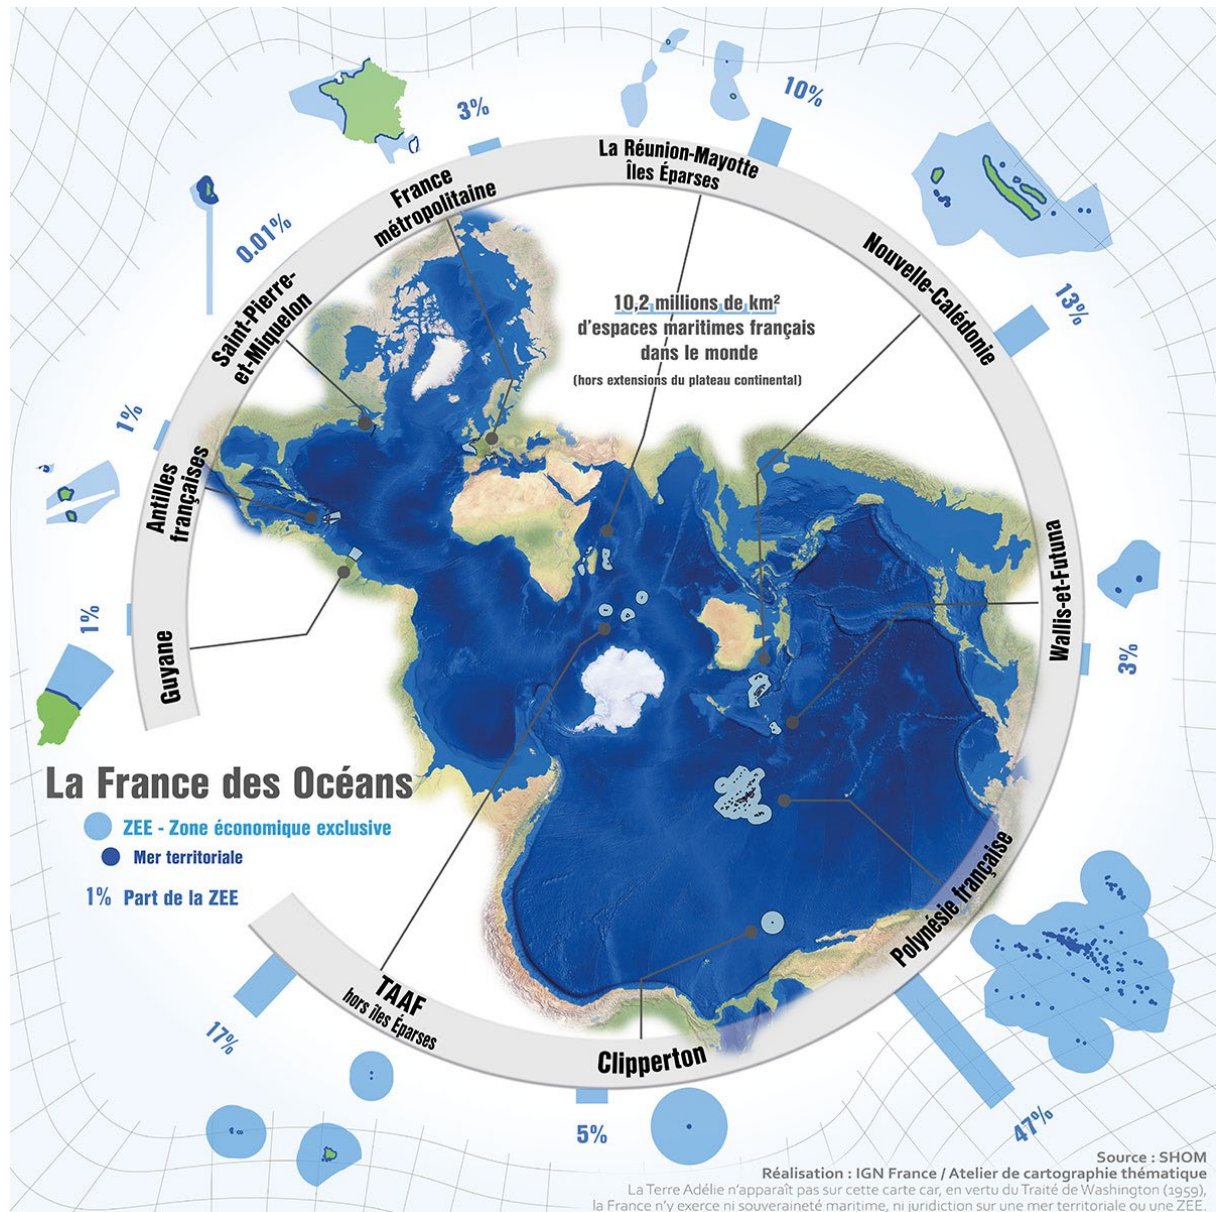 3%
10%
La Réunion-Mayotte
Îles Éparses
France
métropolitaine
0.01%
Saint-Pierre-
et-Miquelon
Nouvelle-Calédonie
13%
10,2 millions de km²
d'espaces maritimes français
dans le monde
(hors extensions du plateau continental)
1%
Antilles
françaises
Wallis-et-Futuna
3%
1%
Guyane
La France des Océans
ZEE - Zone économique exclusive
Mer territoriale
1% Part de la ZEE
Polynésie française
47%
TAAF
hors îles Éparses
17%
Clipperton
5%
Source : SHOM
Réalisation : IGN France / Atelier de cartographie thématique
La Terre Adélie n'apparaît pas sur cette carte car, en vertu du Traité de Washington (1959),
la France n'y exerce ni souveraineté maritime, ni juridiction sur une mer territoriale ou une ZEE.